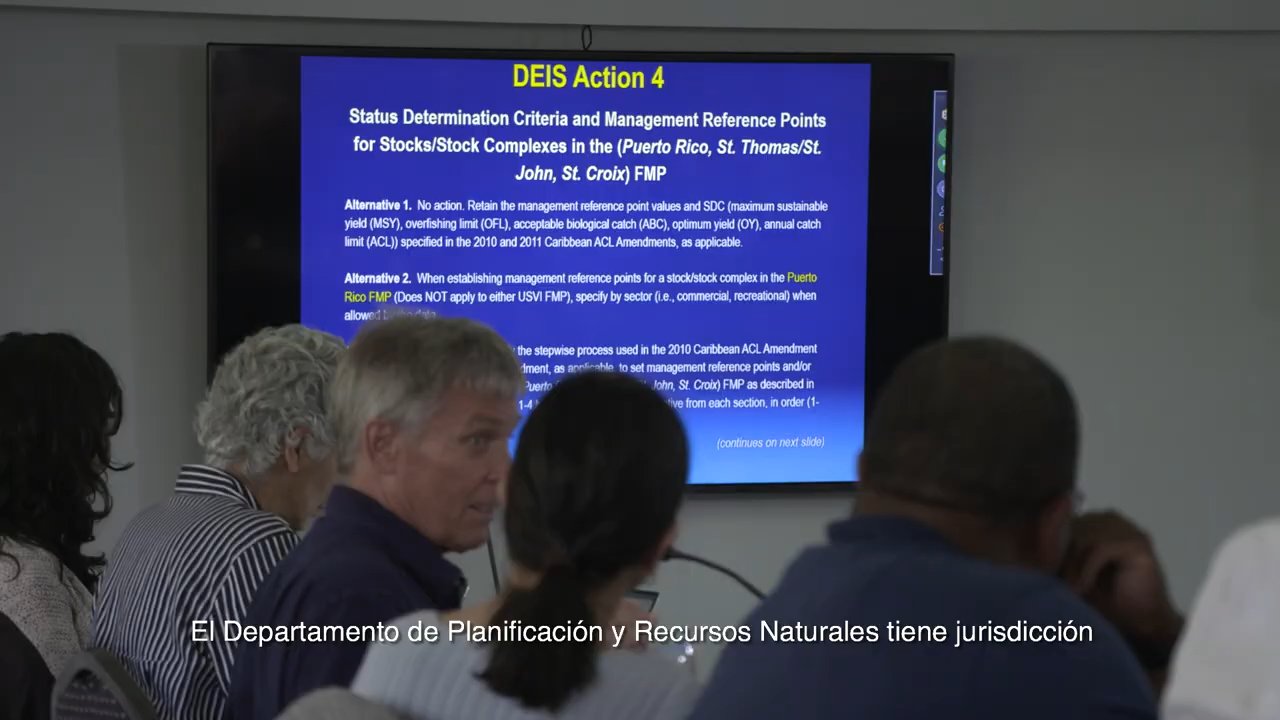 DEIS Action 4
Status Determination Criteria and Management Reference Points
for Stocks/Stock Complexes in the (Puerto Rico, St. Thomas/St.
John, St. Croix) FMP
Alternative 1. No action. Retain the management reference point values and SDC (maximum sustainable
yield (MSY), overfishing limit (OFL), acceptable biological catch (ABC), optimum yield (OY), annual catch
limit (ACL)) specified in the 2010 and 2011 Caribbean ACL Amendments, as applicable.
Alternative 2. When establishing management reference points for a stock/stock complex in the Puerto
Rico FMP (Does NOT apply to either USVI FMP), specify by sector (i.e., commercial, recreational) when
allowed by the data.
the stepwise process used in the 2010 Caribbean ACL Amendment
as applicable, to set management reference points and/or
John, St. Croix) FMP as described in
from each section, in order (1-
(continues on next slide)
El Departamento de Planificación y Recursos Naturales tiene jurisdicción